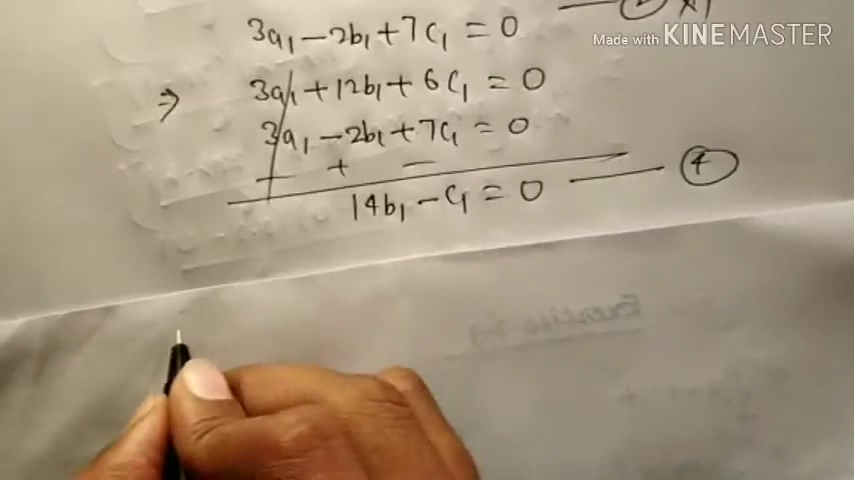 3a₁ - 2b₁ + 7c₁ = 0
Made with KINEMASTER
⇒ 3a₁ + 12b₁ + 6c₁ = 0
3a₁ - 2b₁ + 7c₁ = 0
- + -
14b₁ - c₁ = 0 — ④